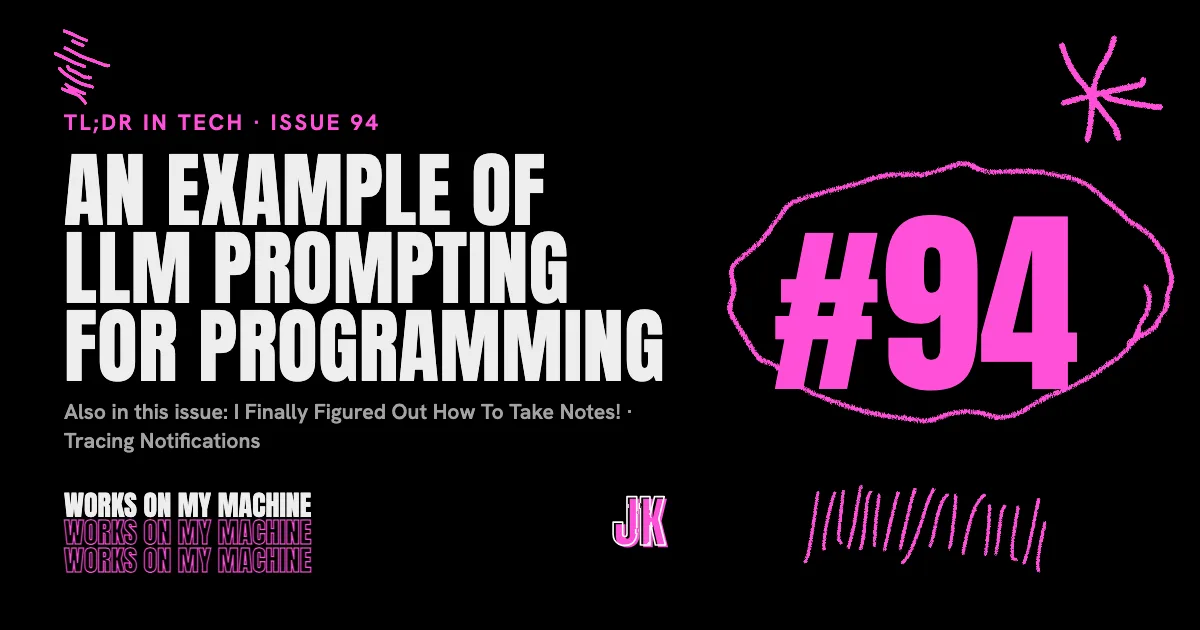 TL;DR IN TECH · ISSUE 94
AN EXAMPLE OF
LLM PROMPTING
FOR PROGRAMMING
Also in this issue: I Finally Figured Out How To Take Notes! ·
Tracing Notifications
#94
WORKS ON MY MACHINE
WORKS ON MY MACHINE
WORKS ON MY MACHINE
JK